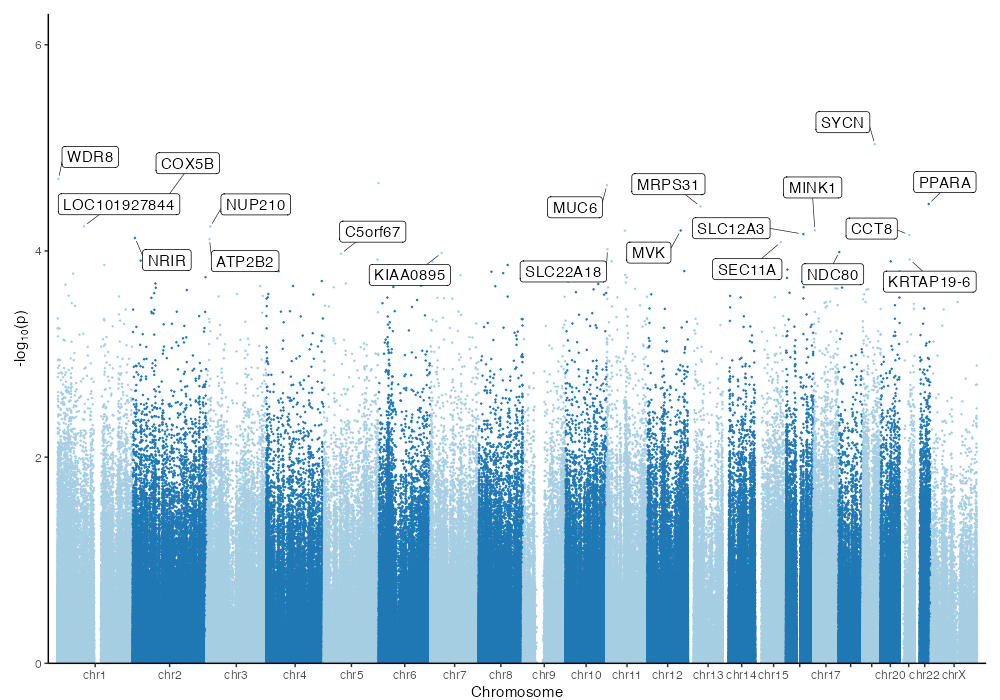 6
SYCN
WDR8
COX5B
MRPS31
MINK1
PPARA
LOC101927844
NUP210
MUC6
C5orf67
SLC12A3
CCT8
4
NRIR
ATP2B2
MVK
KIAA0895
SLC22A18
SEC11A
NDC80
KRTAP19-6
-log10(p)
2
0
chr1 chr2 chr3 chr4 chr5 chr6 chr7 chr8 chr9 chr10 chr11 chr12 chr13 chr14 chr15 chr17 chr20 chr22 chrX
Chromosome